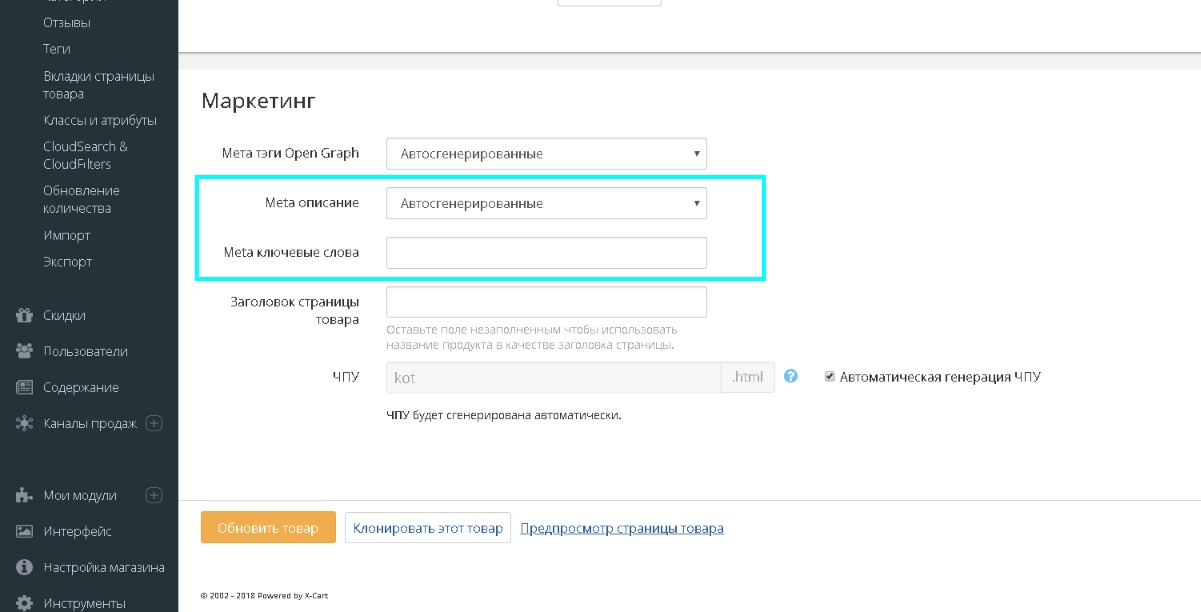 Отзывы
Теги
Вкладки страницы
товара
Классы и атрибуты
CloudSearch &
CloudFilters
Обновление
количества
Импорт
Экспорт
Скидки
Пользователи
Содержание
Каналы продаж
Мои модули
Интерфейс
Настройка магазина
Инструменты
Маркетинг
Мета тэги Open Graph
Автосгенерированные
Meta описание
Автосгенерированные
Meta ключевые слова
Заголовок страницы
товара
Оставьте поле незаполненным чтобы использовать
название продукта в качестве заголовка страницы.
ЧПУ
kot
.html
?
Автоматическая генерация ЧПУ
ЧПУ будет сгенерирована автоматически.
Обновить товар
Клонировать этот товар
Предпросмотр страницы товара
© 2002 - 2018 Powered by X-Cart